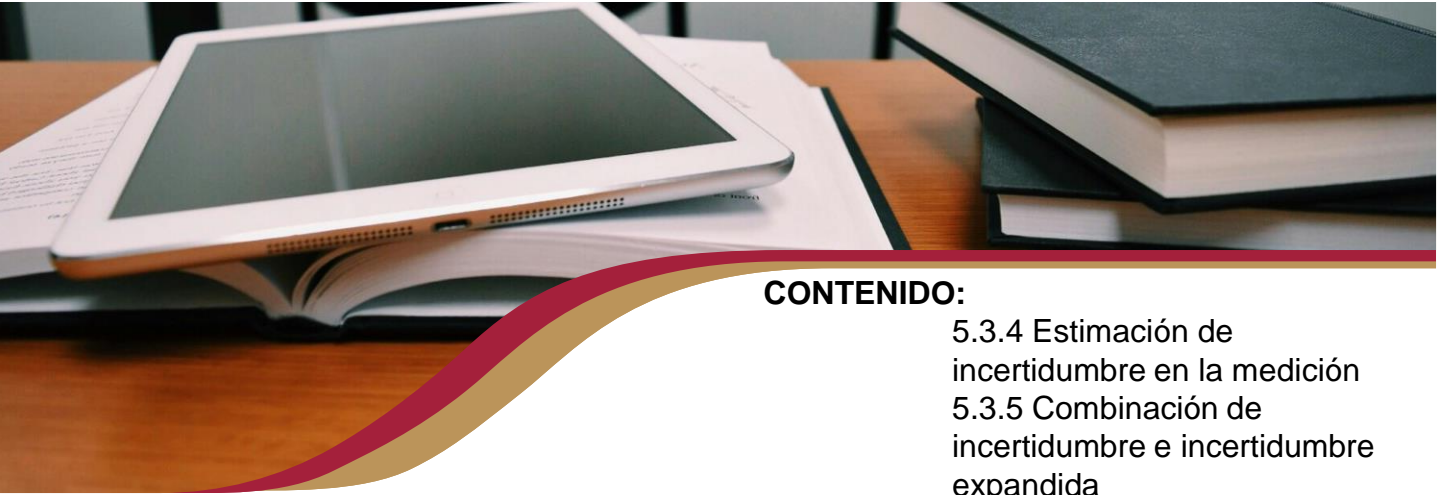 CONTENIDO:
5.3.4 Estimación de
incertidumbre en la medición
5.3.5 Combinación de
incertidumbre e incertidumbre
expandida